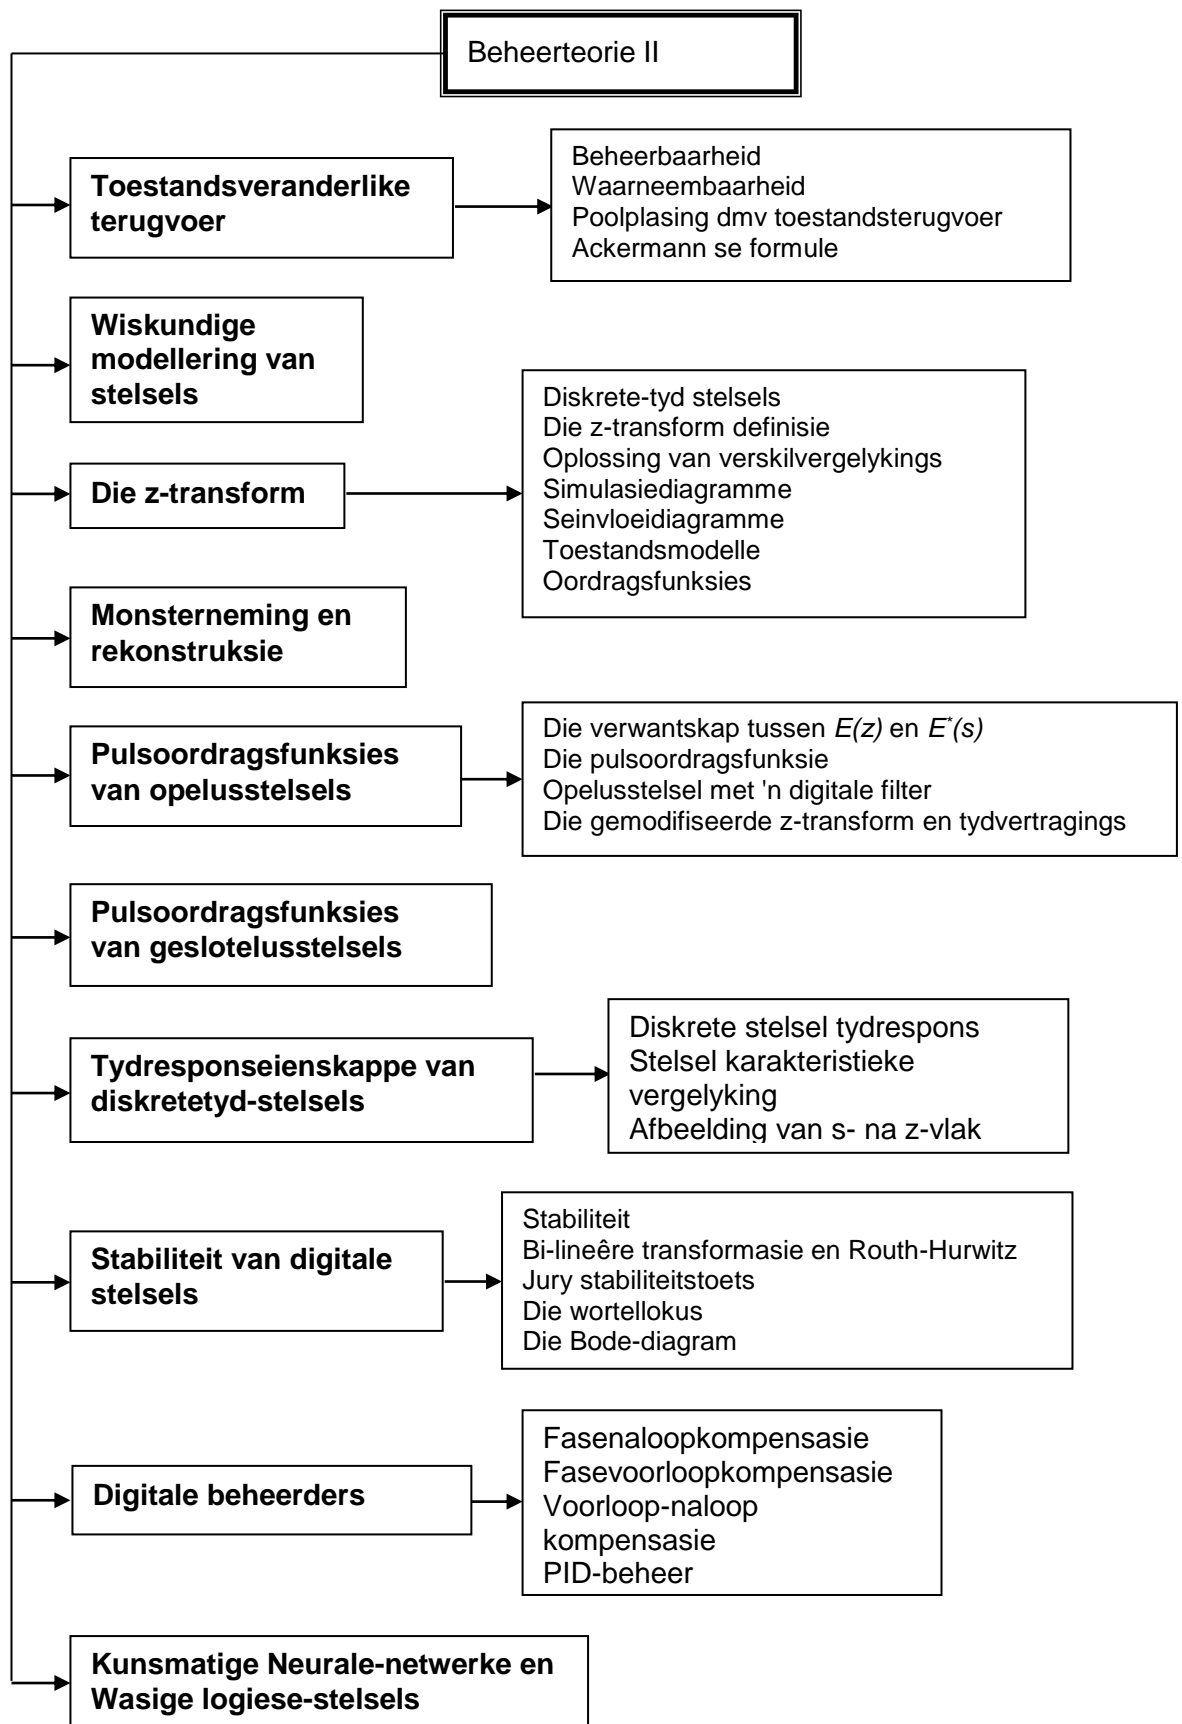 Beheerteorie II
Toestandsveranderlike
terugvoer
Beheerbaarheid
Waarneembaarheid
Poolplasing dmv toestandsterugvoer
Ackermann se formule
Wiskundige
modellering van
stelsels
Die z-transform
Diskrete-tyd stelsels
Die z-transform definisie
Oplossing van verskilvergelykings
Simulasiediagramme
Seinvloeidiagramme
Toestandsmodelle
Oordragsfunksies
Monsterneming en
rekonstruksie
Pulsoordragsfunksies
van opelusstelsels
Die verwantskap tussen E(z) en E*(s)
Die pulsoordragsfunksie
Opelusstelsel met 'n digitale filter
Die gemodifiseerde z-transform en tydvertragings
Pulsoordragsfunksies
van geslotelusstelsels
Tydresponseienskappe van
diskretetyd-stelsels
Diskrete stelsel tydrespons
Stelsel karakteristieke
vergelyking
Afbeelding van s- na z-vlak
Stabiliteit van digitale
stelsels
Stabiliteit
Bi-lineêre transformasie en Routh-Hurwitz
Jury stabiliteitstoets
Die wortellokus
Die Bode-diagram
Digitale beheerders
Fasenaloopkompensasie
Fasevoorloopkompensasie
Voorloop-naloop
kompensasie
PID-beheer
Kunsmatige Neurale-netwerke en
Wasige logiese-stelsels